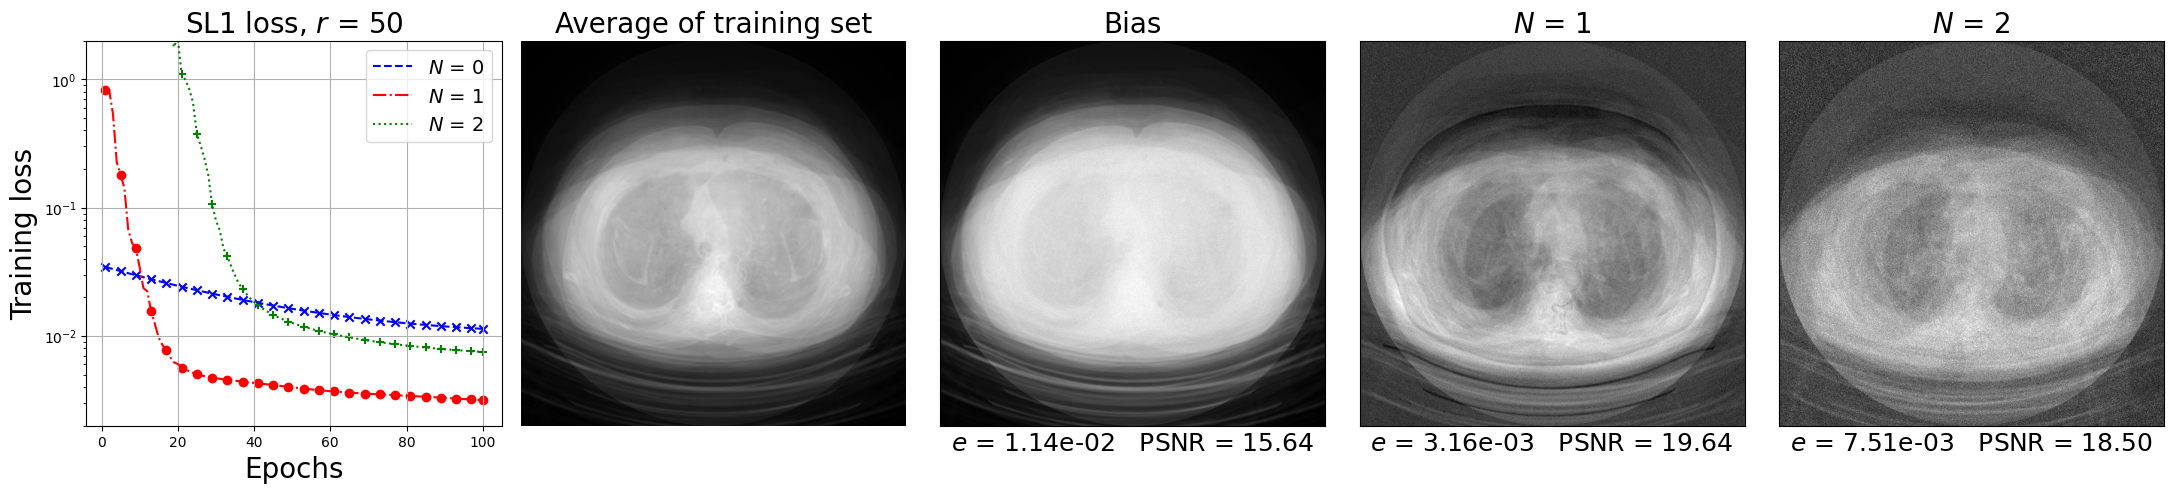 SL1 loss, r = 50
Average of training set
Bias
N = 1
N = 2
Training loss
10⁰
10⁻¹
10⁻²
N = 0
N = 1
N = 2
0 20 40 60 80 100
Epochs
e = 1.14e-02 PSNR = 15.64
e = 3.16e-03 PSNR = 19.64
e = 7.51e-03 PSNR = 18.50